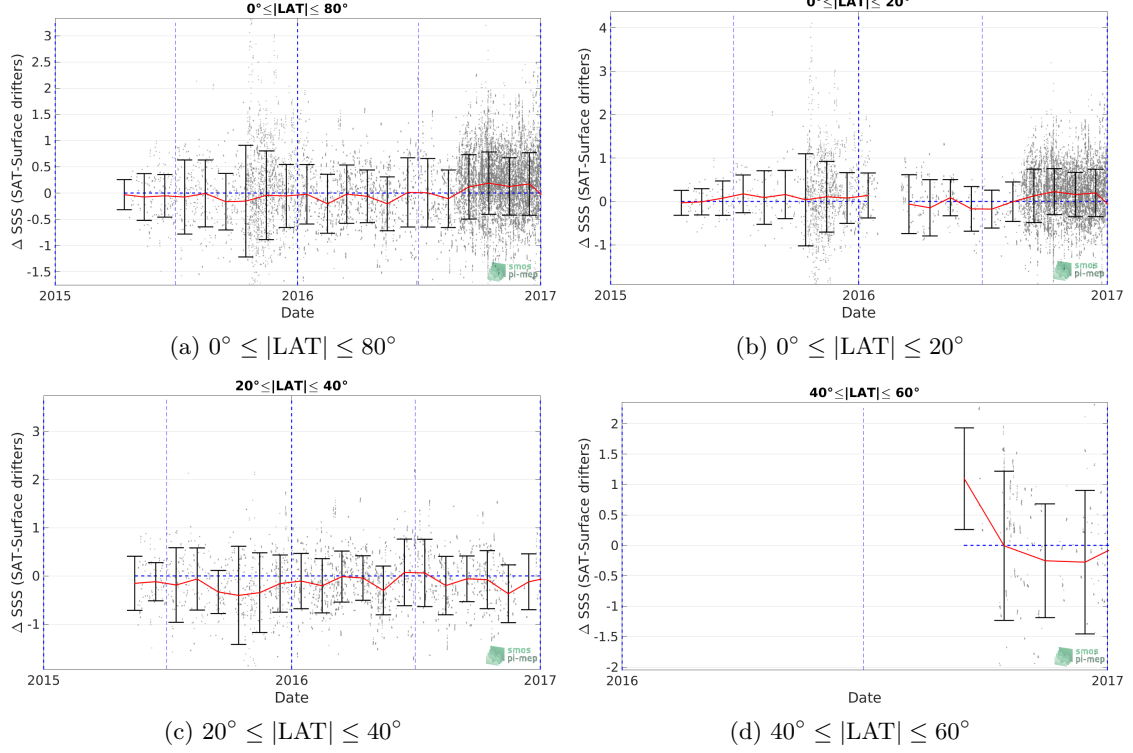 0°≤|LAT|≤ 80°
Δ SSS (SAT-Surface drifters)
3
2.5
2
1.5
1
0.5
0
-0.5
-1
-1.5
2015
2016
2017
Date
smos
pi-mep
(a) 0° ≤ |LAT| ≤ 80°
0°≤|LAT|≤ 20°
Δ SSS (SAT-Surface drifters)
4
3
2
1
0
-1
2015
2016
2017
Date
smos
pi-mep
(b) 0° ≤ |LAT| ≤ 20°
20°≤|LAT|≤ 40°
Δ SSS (SAT-Surface drifters)
3
2
1
0
-1
2015
2016
2017
Date
smos
pi-mep
(c) 20° ≤ |LAT| ≤ 40°
40°≤|LAT|≤ 60°
Δ SSS (SAT-Surface drifters)
2
1.5
1
0.5
0
-0.5
-1
-1.5
-2
2016
2017
Date
smos
pi-mep
(d) 40° ≤ |LAT| ≤ 60°